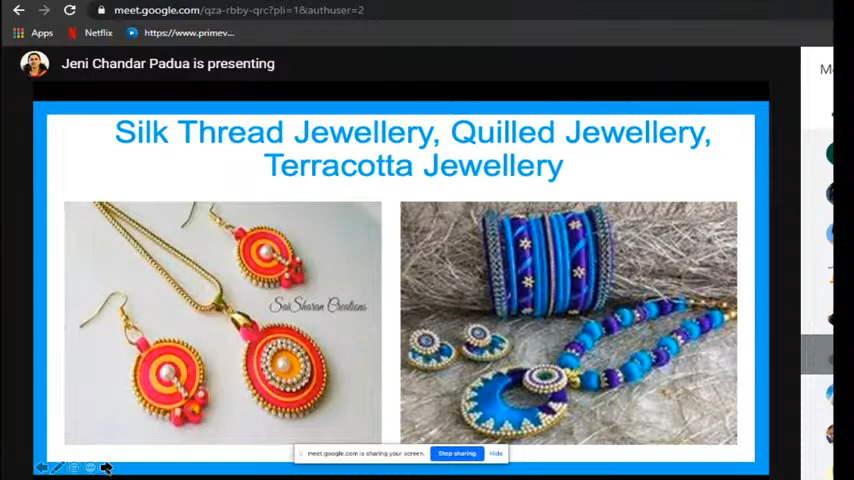 meet.google.com/qza-rbby-qrc?pli=1&authuser=2
Apps
Netflix
https://www.primev...
Jeni Chandar Padua is presenting
Silk Thread Jewellery, Quilled Jewellery,
Terracotta Jewellery
SaiSharan Creations
meet.google.com is sharing your screen.
Stop sharing
Hide